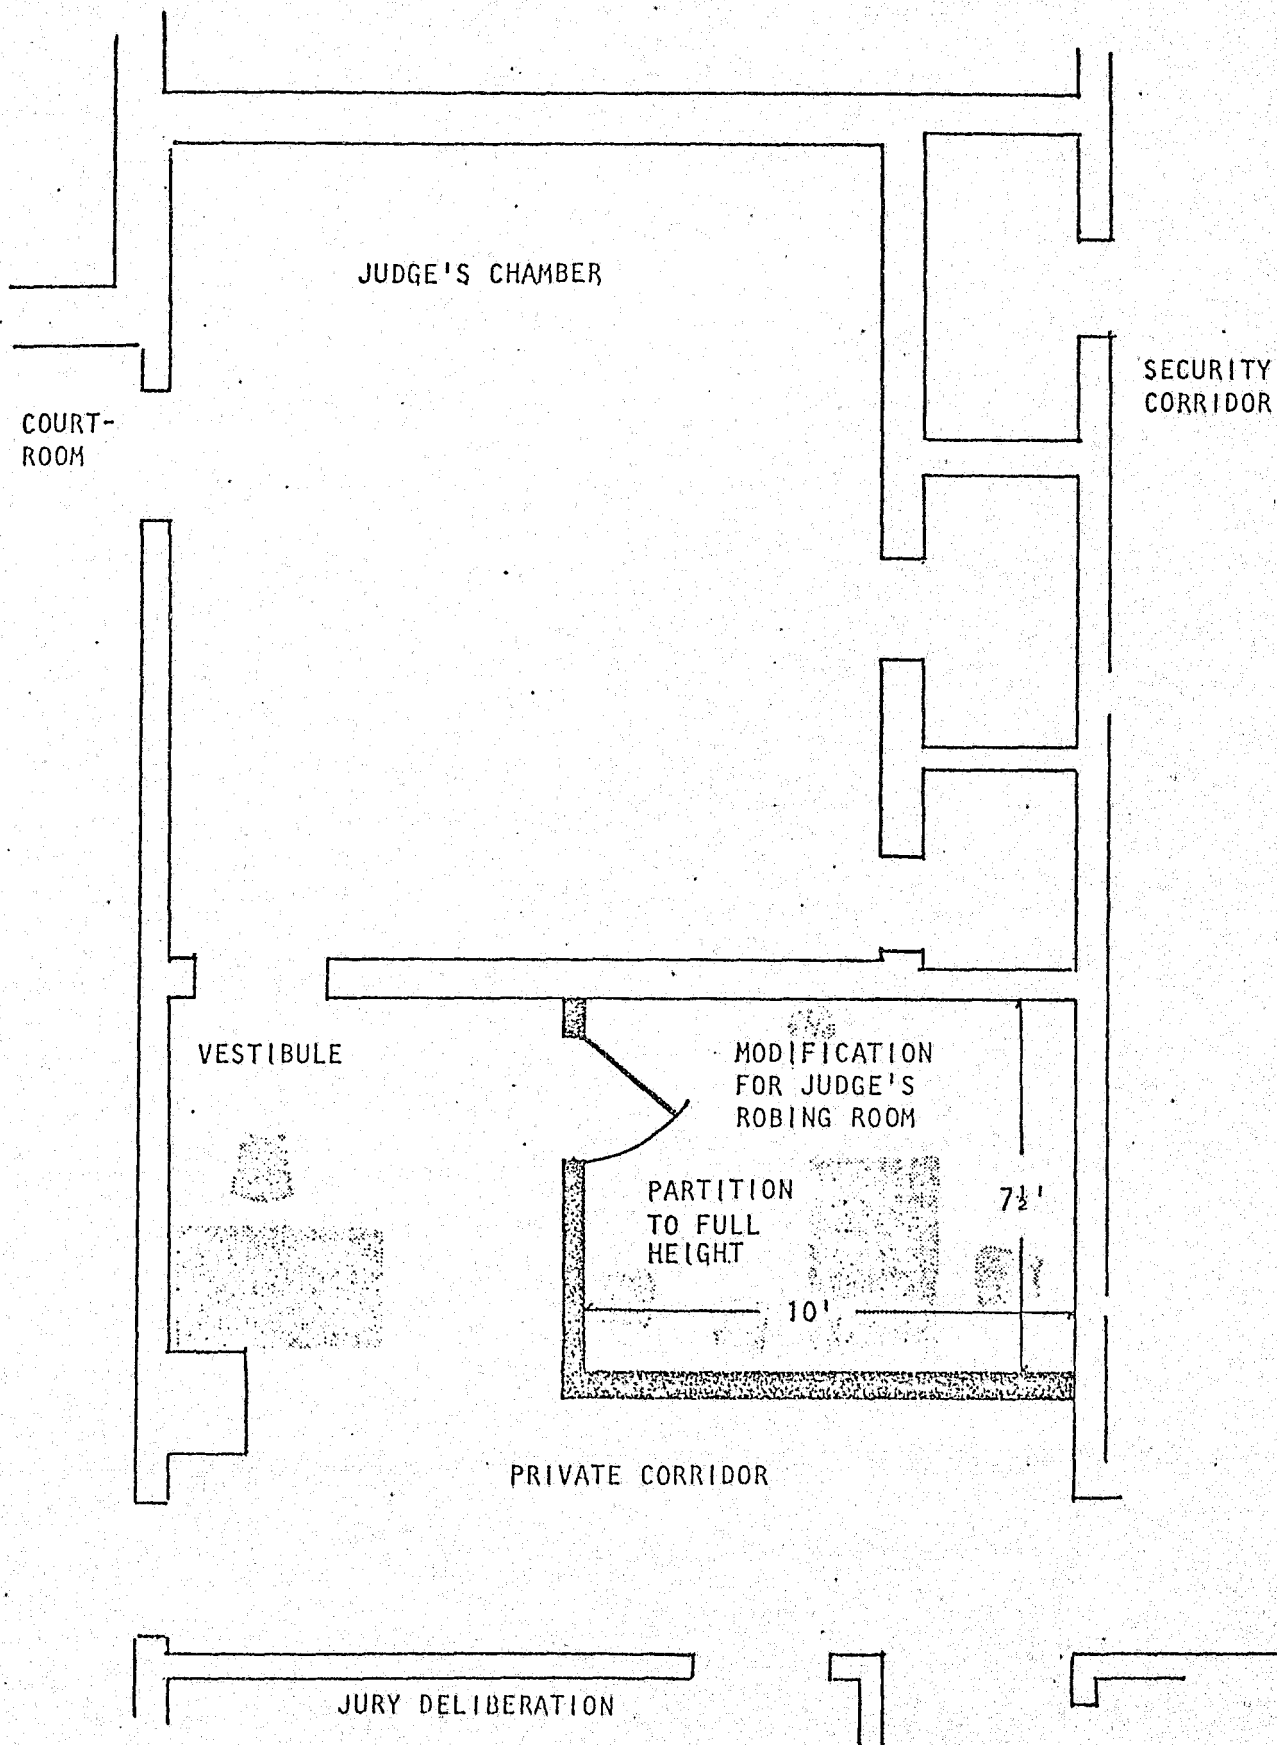 JUDGE'S CHAMBER
SECURITY
CORRIDOR
COURT-
ROOM
VESTIBULE
MODIFICATION
FOR JUDGE'S
ROBING ROOM
PARTITION
TO FULL
HEIGHT
7½'
10'
PRIVATE CORRIDOR
JURY DELIBERATION